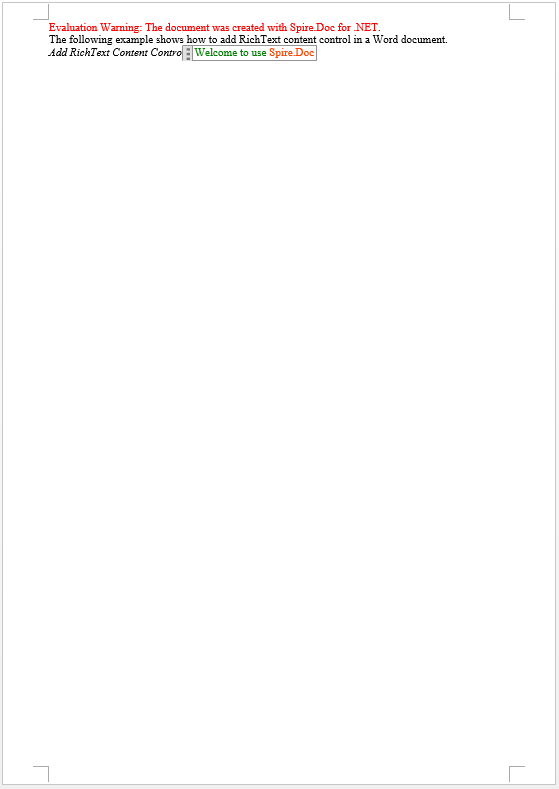 Evaluation Warning: The document was created with Spire.Doc for .NET.
The following example shows how to add RichText content control in a Word document.
Add RichText Content Contro Welcome to use Spire.Doc